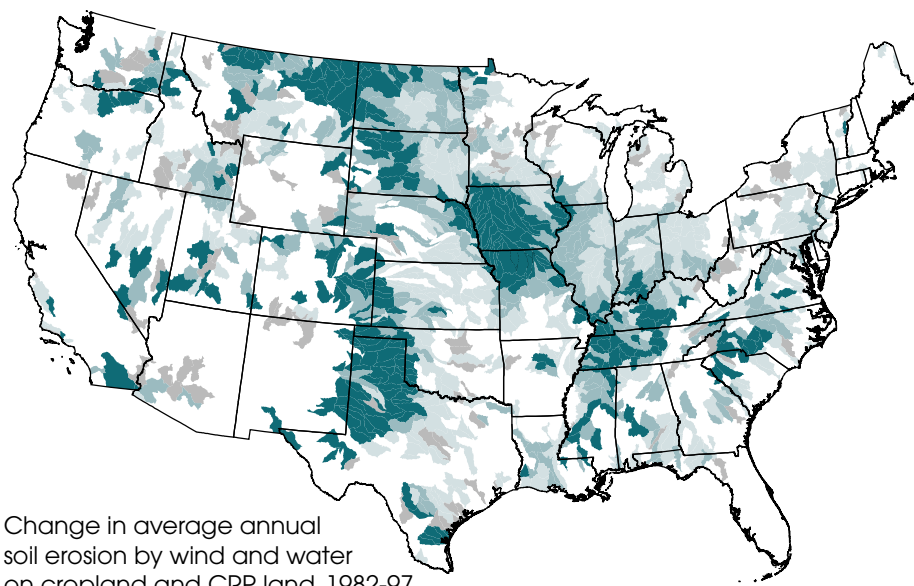 Change in average annual
soil erosion by wind and water
on cropland and CRP land, 1982-97